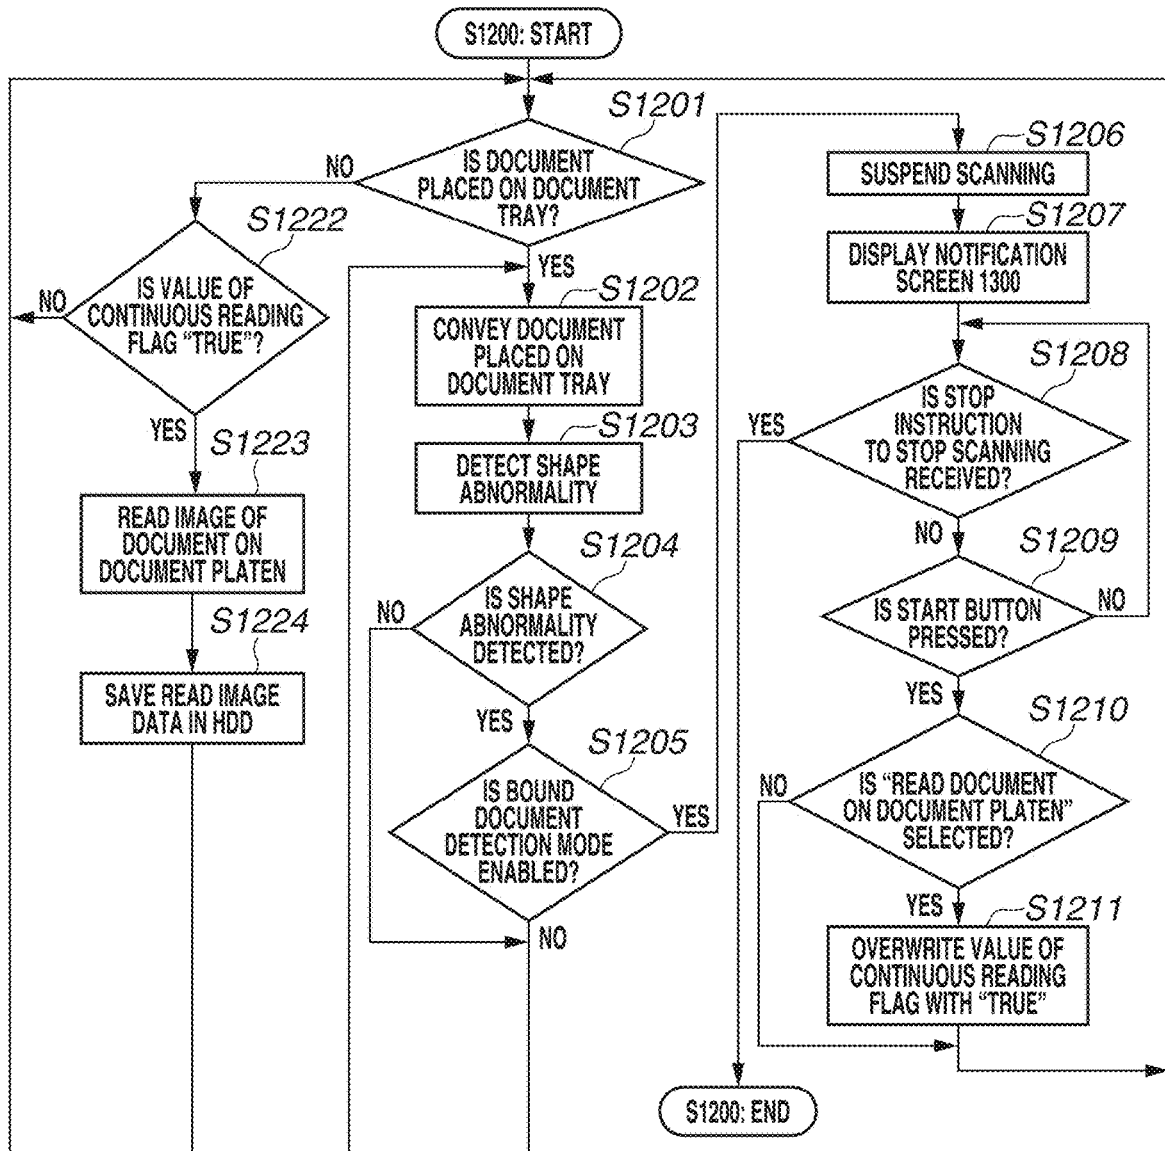 S1200: START
S1201
IS DOCUMENT
PLACED ON DOCUMENT
TRAY?
NO
YES
S1222
IS VALUE OF
CONTINUOUS READING
FLAG "TRUE"?
NO
YES
S1223
READ IMAGE OF
DOCUMENT ON
DOCUMENT PLATEN
S1224
SAVE READ IMAGE
DATA IN HDD
S1202
CONVEY DOCUMENT
PLACED ON
DOCUMENT TRAY
S1203
DETECT SHAPE
ABNORMALITY
S1204
IS SHAPE
ABNORMALITY
DETECTED?
NO
YES
S1205
IS BOUND
DOCUMENT
DETECTION MODE
ENABLED?
YES
NO
S1206
SUSPEND SCANNING
S1207
DISPLAY NOTIFICATION
SCREEN 1300
S1208
IS STOP
INSTRUCTION
TO STOP SCANNING
RECEIVED?
YES
NO
S1209
IS START BUTTON
PRESSED?
NO
YES
S1210
IS "READ DOCUMENT
ON DOCUMENT PLATEN"
SELECTED?
NO
YES
S1211
OVERWRITE VALUE OF
CONTINUOUS READING
FLAG WITH "TRUE"
S1200: END